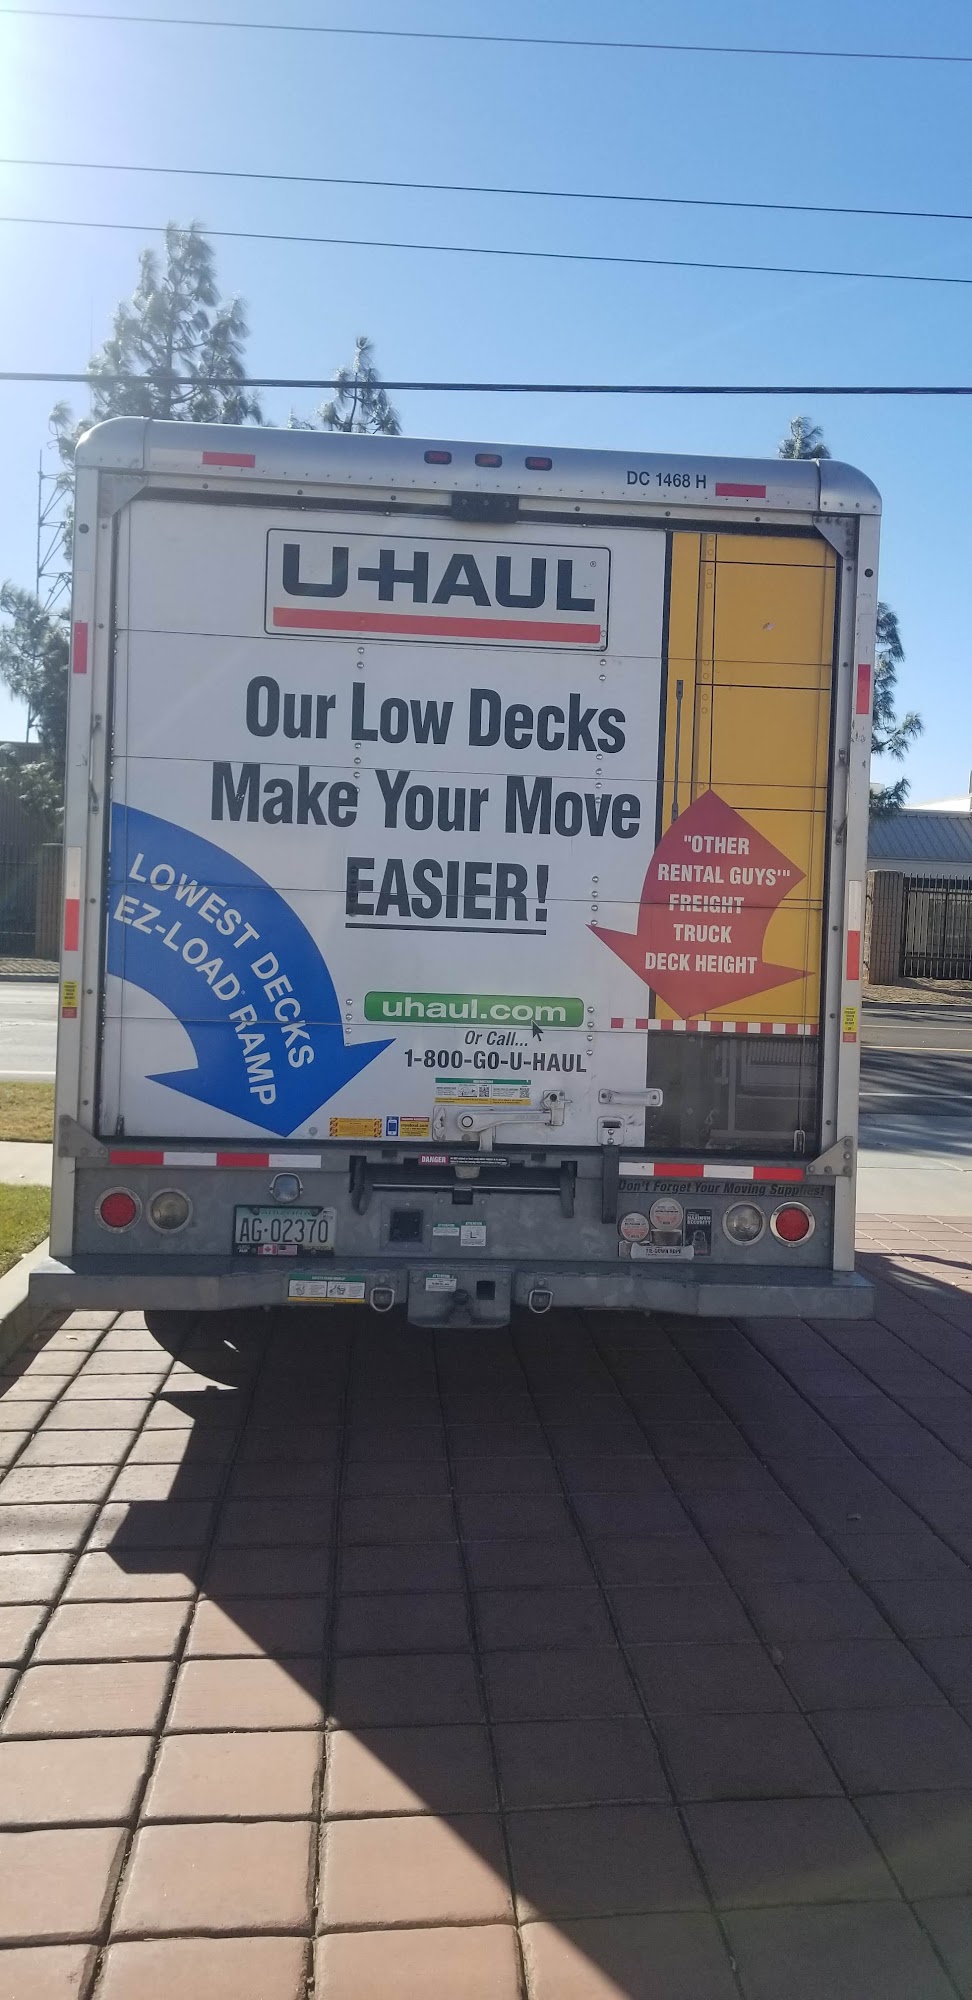 DC 1468 H
U-HAUL®
Our Low Decks
Make Your Move
EASIER!
LOWEST DECKS
EZ-LOAD RAMP
"OTHER
RENTAL GUYS'"
FREIGHT
TRUCK
DECK HEIGHT
uhaul.com
Or Call...
1-800-GO-U-HAUL
DANGER
Don't Forget Your Moving Supplies!
AG-02370